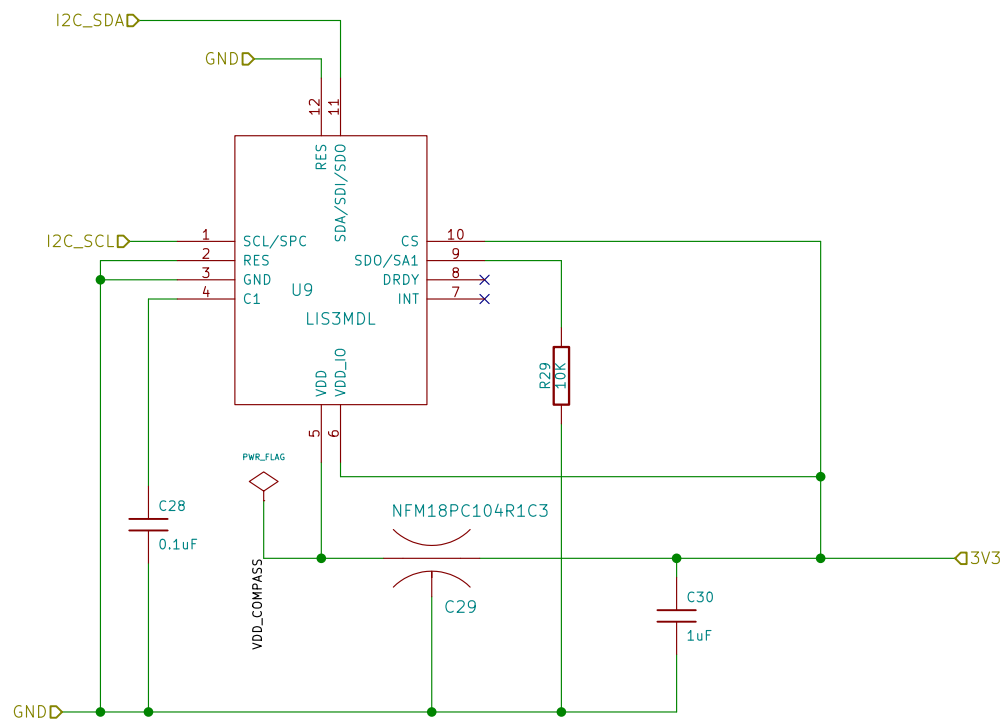 I2C_SDA
GND
12
11
RES
SDA/SDI/SDO
I2C_SCL
1
SCL/SPC
CS
10
2
RES
SDO/SA1
9
3
GND
DRDY
8
4
C1
INT
7
U9
LIS3MDL
VDD
VDD_IO
R29
10K
5
6
PWR_FLAG
C28
0.1uF
NFM18PC104R1C3
VDD_COMPASS
3V3
C29
C30
1uF
GND